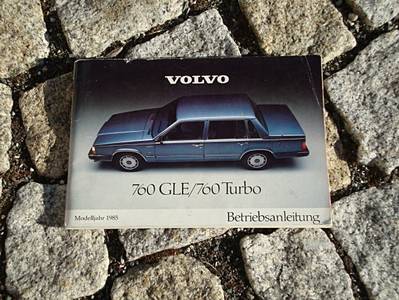 VOLVO
760 GLE/760 Turbo
Modelljahr 1985
Betriebsanleitung